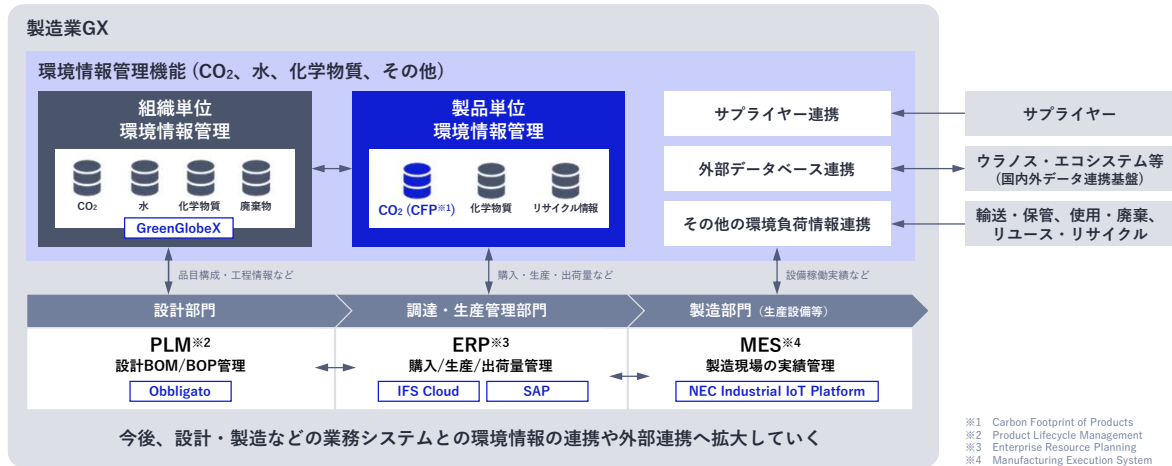 製造業GX
環境情報管理機能 (CO₂、水、化学物質、その他)
組織単位
環境情報管理
CO₂
水
化学物質
廃棄物
GreenGlobeX
製品単位
環境情報管理
CO₂ (CFP※1)
化学物質
リサイクル情報
サプライヤー連携
外部データベース連携
その他の環境負荷情報連携
サプライヤー
ウラノス・エコシステム等
(国内外データ連携基盤)
輸送・保管、使用・廃棄、
リユース・リサイクル
品目構成・工程情報など
購入・生産・出荷量など
設備稼働実績など
設計部門
調達・生産管理部門
製造部門（生産設備等）
PLM※2
設計BOM/BOP管理
Obbligato
ERP※3
購入/生産/出荷量管理
IFS Cloud
SAP
MES※4
製造現場の実績管理
NEC Industrial IoT Platform
今後、設計・製造などの業務システムとの環境情報の連携や外部連携へ拡大していく
※1 Carbon Footprint of Products
※2 Product Lifecycle Management
※3 Enterprise Resource Planning
※4 Manufacturing Execution System